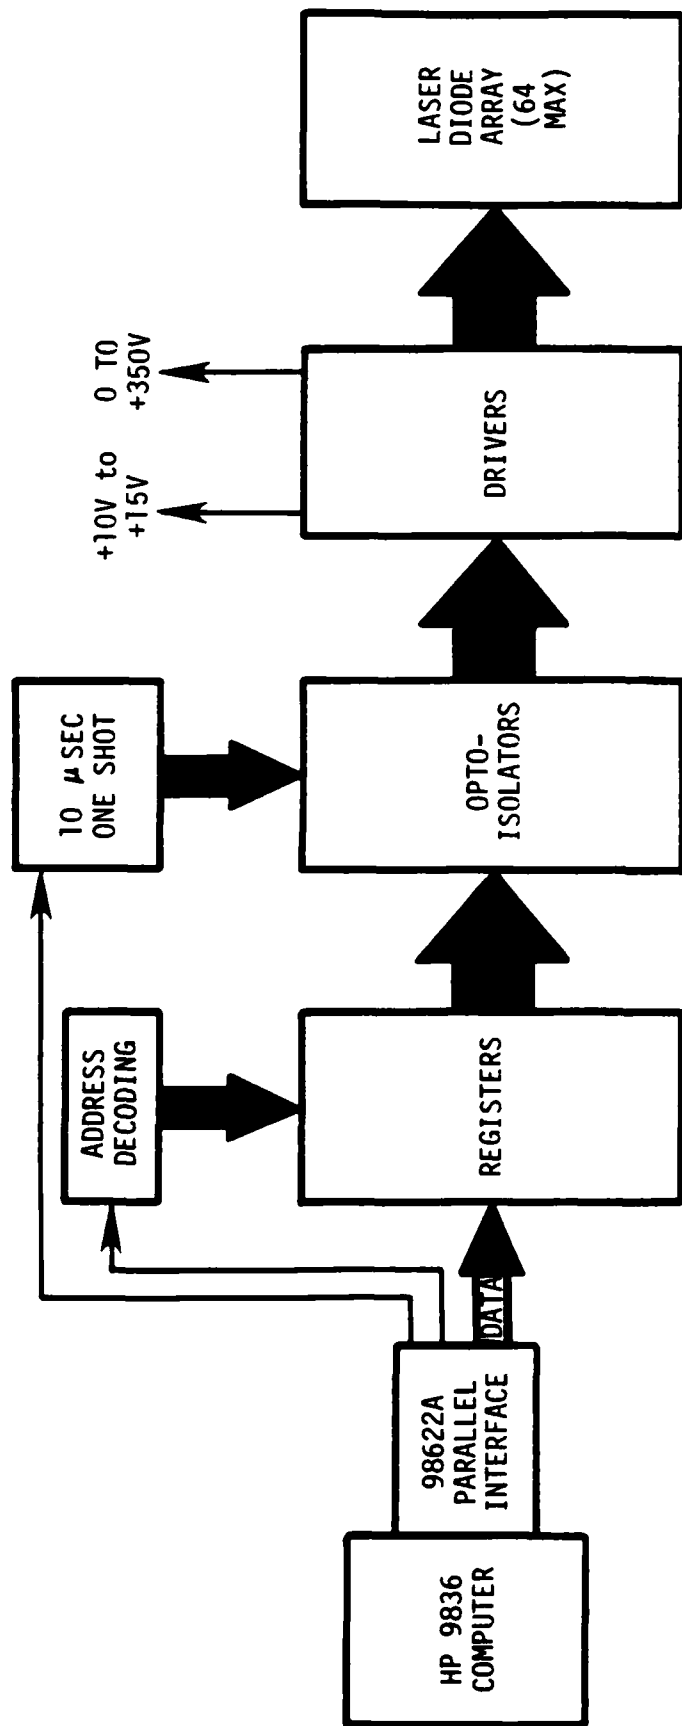 HP 9836
COMPUTER
98622A
PARALLEL
INTERFACE
DATA
ADDRESS
DECODING
REGISTERS
10 μSEC
ONE SHOT
OPTO-
ISOLATORS
+10V to
+15V
0 TO
+350V
DRIVERS
LASER
DIODE
ARRAY
(64
MAX)